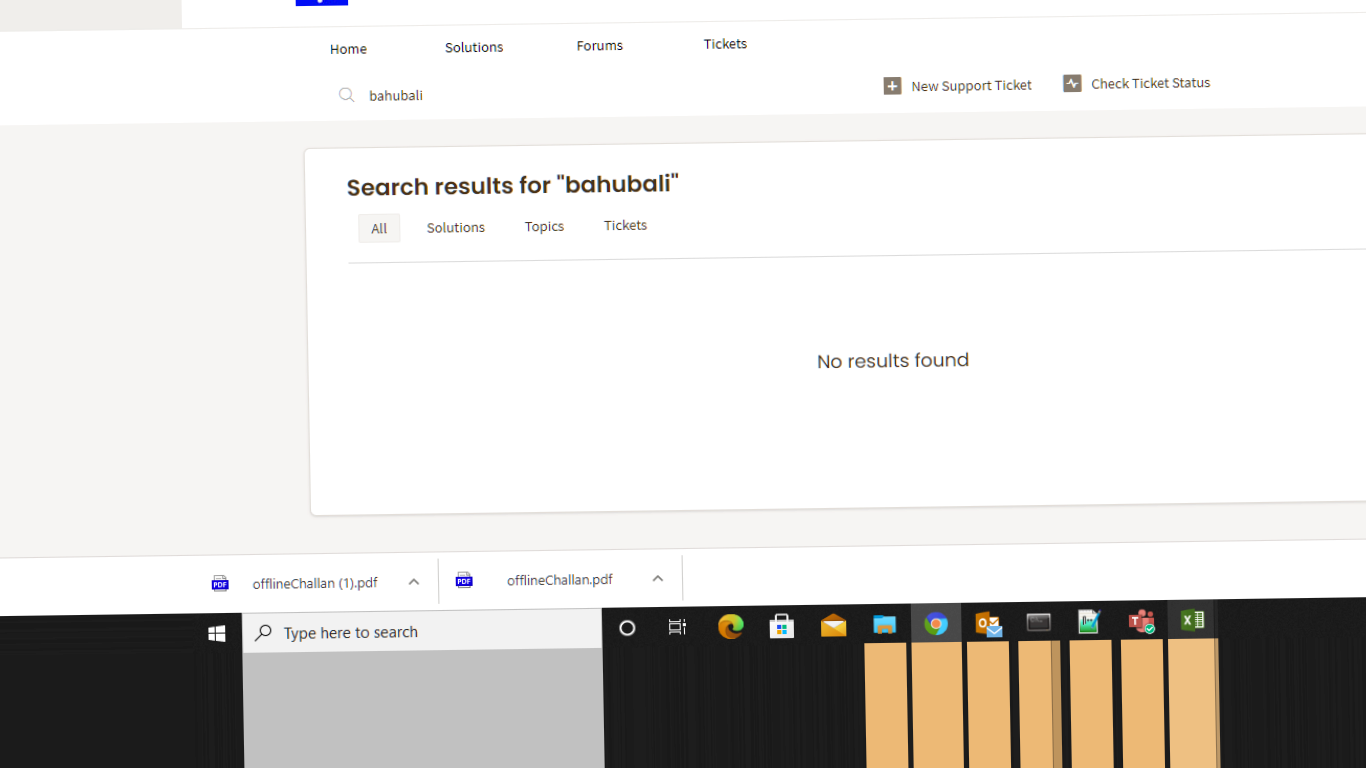 Home Solutions Forums Tickets
bahubali
New Support Ticket Check Ticket Status
Search results for "bahubali"
All Solutions Topics Tickets
No results found
PDF offlineChallan (1).pdf PDF offlineChallan.pdf
Type here to search